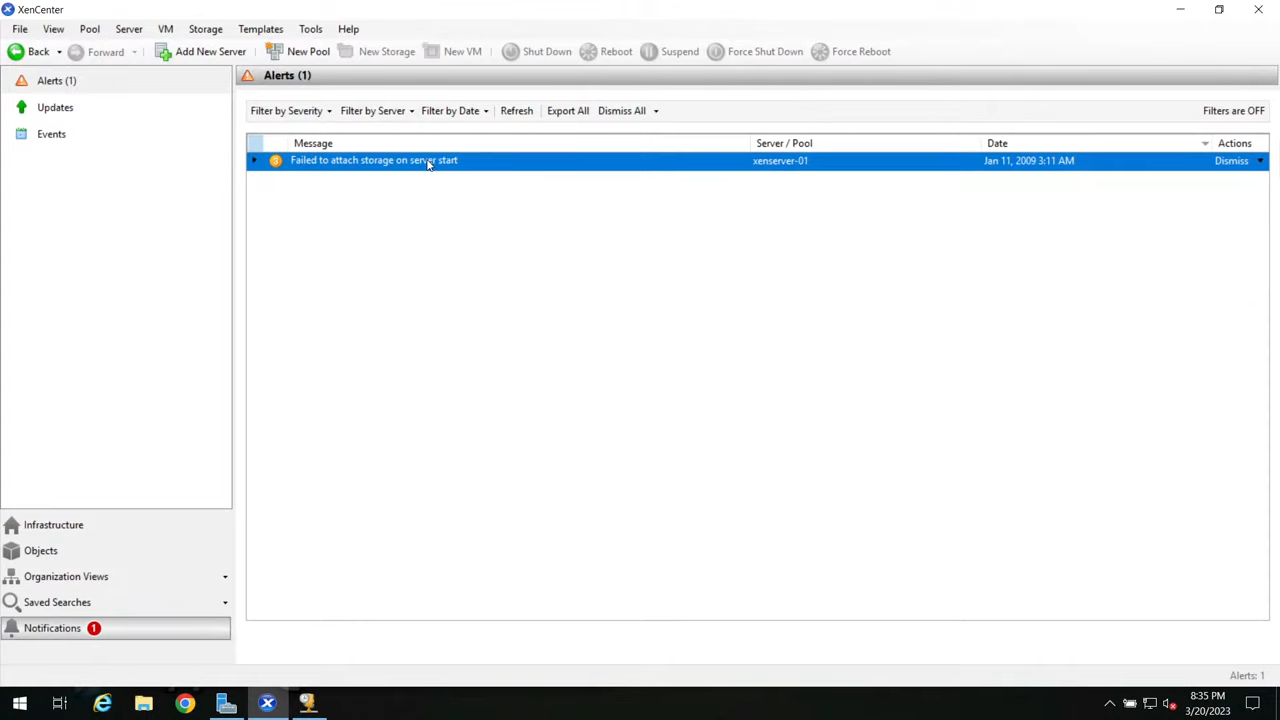 XenCenter
File View Pool Server VM Storage Templates Tools Help
Back Forward Add New Server New Pool New Storage New VM Shut Down Reboot Suspend Force Shut Down Force Reboot
Alerts (1)
Updates
Events
Infrastructure
Objects
Organization Views
Saved Searches
Notifications 1
Alerts (1)
Filter by Severity Filter by Server Filter by Date Refresh Export All Dismiss All Filters are OFF
Message Server / Pool Date Actions
3 Failed to attach storage on server start xenserver-01 Jan 11, 2009 3:11 AM Dismiss
Alerts: 1
8:35 PM
3/20/2023